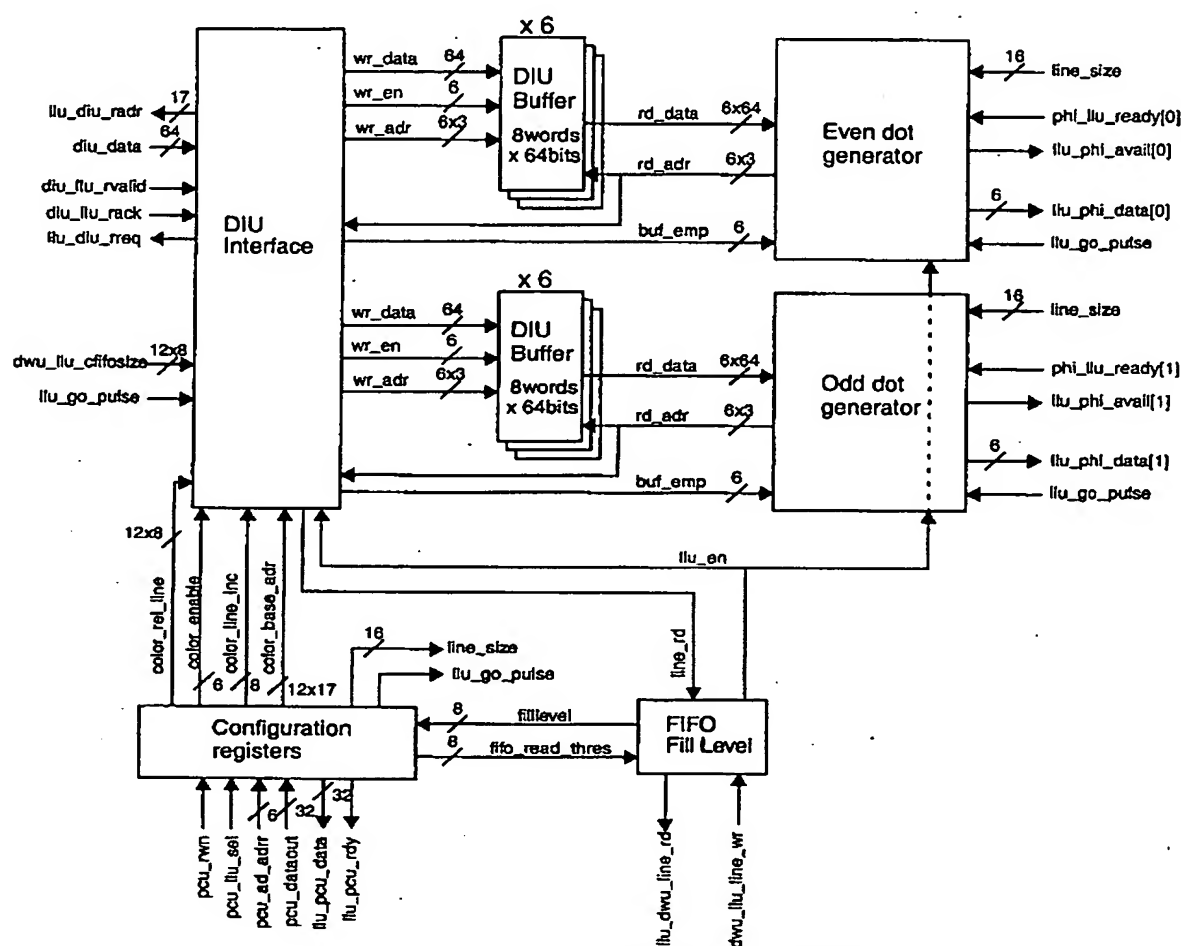 x 6
wr_data
64
wr_en
6
wr_adr
6x3
DIU
Buffer
8words
x 64bits
rd_data
6x64
rd_adr
6x3
buf_emp
6
Even dot
generator
16
line_size
phi_llu_ready[0]
llu_phi_avail[0]
6
llu_phi_data[0]
llu_go_pulse
llu_diu_radr
17
diu_data
64
diu_llu_rvalid
diu_llu_rack
llu_diu_rreq
DIU
Interface
dwu_llu_cfifosize
12x8
llu_go_pulse
x 6
wr_data
64
wr_en
6
wr_adr
6x3
DIU
Buffer
8words
x 64bits
rd_data
6x64
rd_adr
6x3
buf_emp
6
Odd dot
generator
16
line_size
phi_llu_ready[1]
llu_phi_avail[1]
6
llu_phi_data[1]
llu_go_pulse
12x8
color_rel_line
color_enable
6
color_line_inc
8
color_base_adr
12x17
llu_en
line_rd
16
line_size
llu_go_pulse
Configuration
registers
8
filllevel
8
fifo_read_thres
FIFO
Fill Level
pcu_rwn
pcu_llu_sel
pcu_ad_adrr
6
pcu_dataout
32
llu_pcu_data
32
llu_pcu_rdy
llu_dwu_line_rd
dwu_llu_line_wr